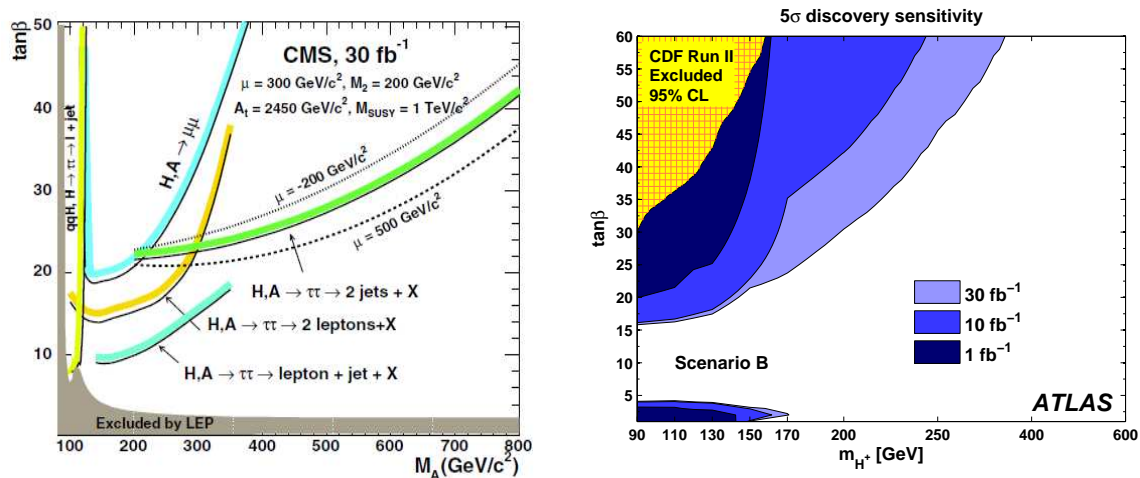 tanβ
50
40
30
20
10
CMS, 30 fb⁻¹
μ = 300 GeV/c², M₂ = 200 GeV/c²
Aₜ = 2450 GeV/c², M_SUSY = 1 TeV/c²
qqH, H → ττ → l + jet
H,A → μμ
μ = -200 GeV/c²
μ = 500 GeV/c²
H,A → ττ → 2 jets + X
H,A → ττ → 2 leptons+X
H,A → ττ → lepton + jet + X
Excluded by LEP
100 200 300 400 500 600 700 800
M_A(GeV/c²)
5σ discovery sensitivity
tanβ
60
55
50
45
40
35
30
25
20
15
10
5
CDF Run II
Excluded
95% CL
30 fb⁻¹
10 fb⁻¹
1 fb⁻¹
Scenario B
ATLAS
90 110 130 150 170 200 250 400 600
m_H⁺ [GeV]